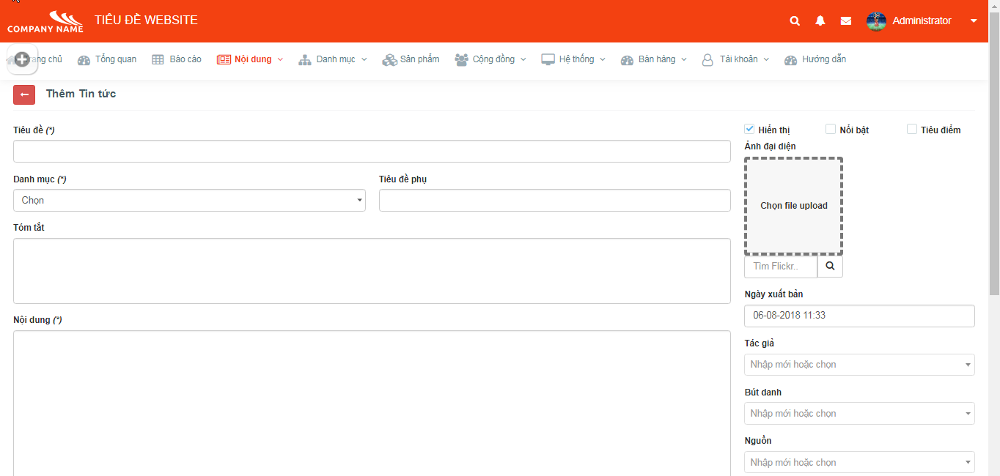 COMPANY NAME
TIÊU ĐỀ WEBSITE
Administrator
Tổng quan
Báo cáo
Nội dung
Danh mục
Sản phẩm
Cộng đồng
Hệ thống
Bán hàng
Tài khoản
Hướng dẫn
chủ
Thêm Tin tức
Tiêu đề (*)
Hiển thị
Nổi bật
Tiêu điểm
Ảnh đại diện
Chọn file upload
Tìm Flickr..
Danh mục (*)
Tiêu đề phụ
Chọn
Tóm tắt
Ngày xuất bản
06-08-2018 11:33
Nội dung (*)
Tác giả
Nhập mới hoặc chọn
Bút danh
Nhập mới hoặc chọn
Nguồn
Nhập mới hoặc chọn